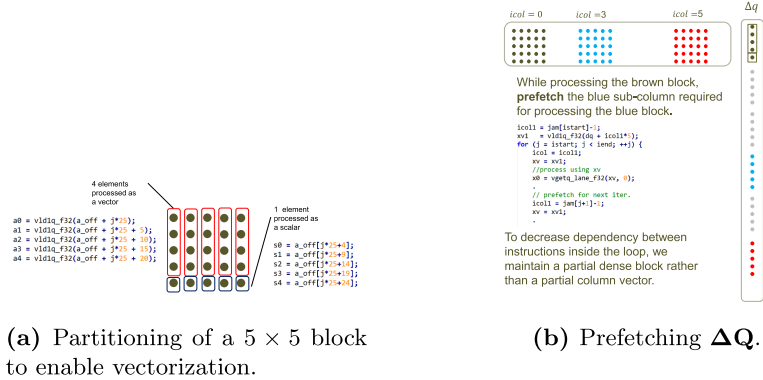 4 elements
processed as
a vector
a0 = vld1q_f32(a_off + j*25);
a1 = vld1q_f32(a_off + j*25 + 5);
a2 = vld1q_f32(a_off + j*25 + 10);
a3 = vld1q_f32(a_off + j*25 + 15);
a4 = vld1q_f32(a_off + j*25 + 20);
1 element
processed as
a scalar
s0 = a_off[j*25+4];
s1 = a_off[j*25+9];
s2 = a_off[j*25+14];
s3 = a_off[j*25+19];
s4 = a_off[j*25+24];
(a) Partitioning of a 5 × 5 block
to enable vectorization.
icol = 0
icol =3
icol =5
Δq
While processing the brown block,
prefetch the blue sub-column required
for processing the blue block.
icol1 = jam[istart]-1;
xv1 = vld1q_f32(dq + icol1*5);
for (j = istart; j < iend; ++j) {
icol = icol1;
xv = xv1;
//process using xv
x0 = vgetq_lane_f32(xv, 0);
.
// prefetch for next iter.
icol1 = jam[j+1]-1;
xv = xv1;
.
To decrease dependency between
instructions inside the loop, we
maintain a partial dense block rather
than a partial column vector.
(b) Prefetching ΔQ.